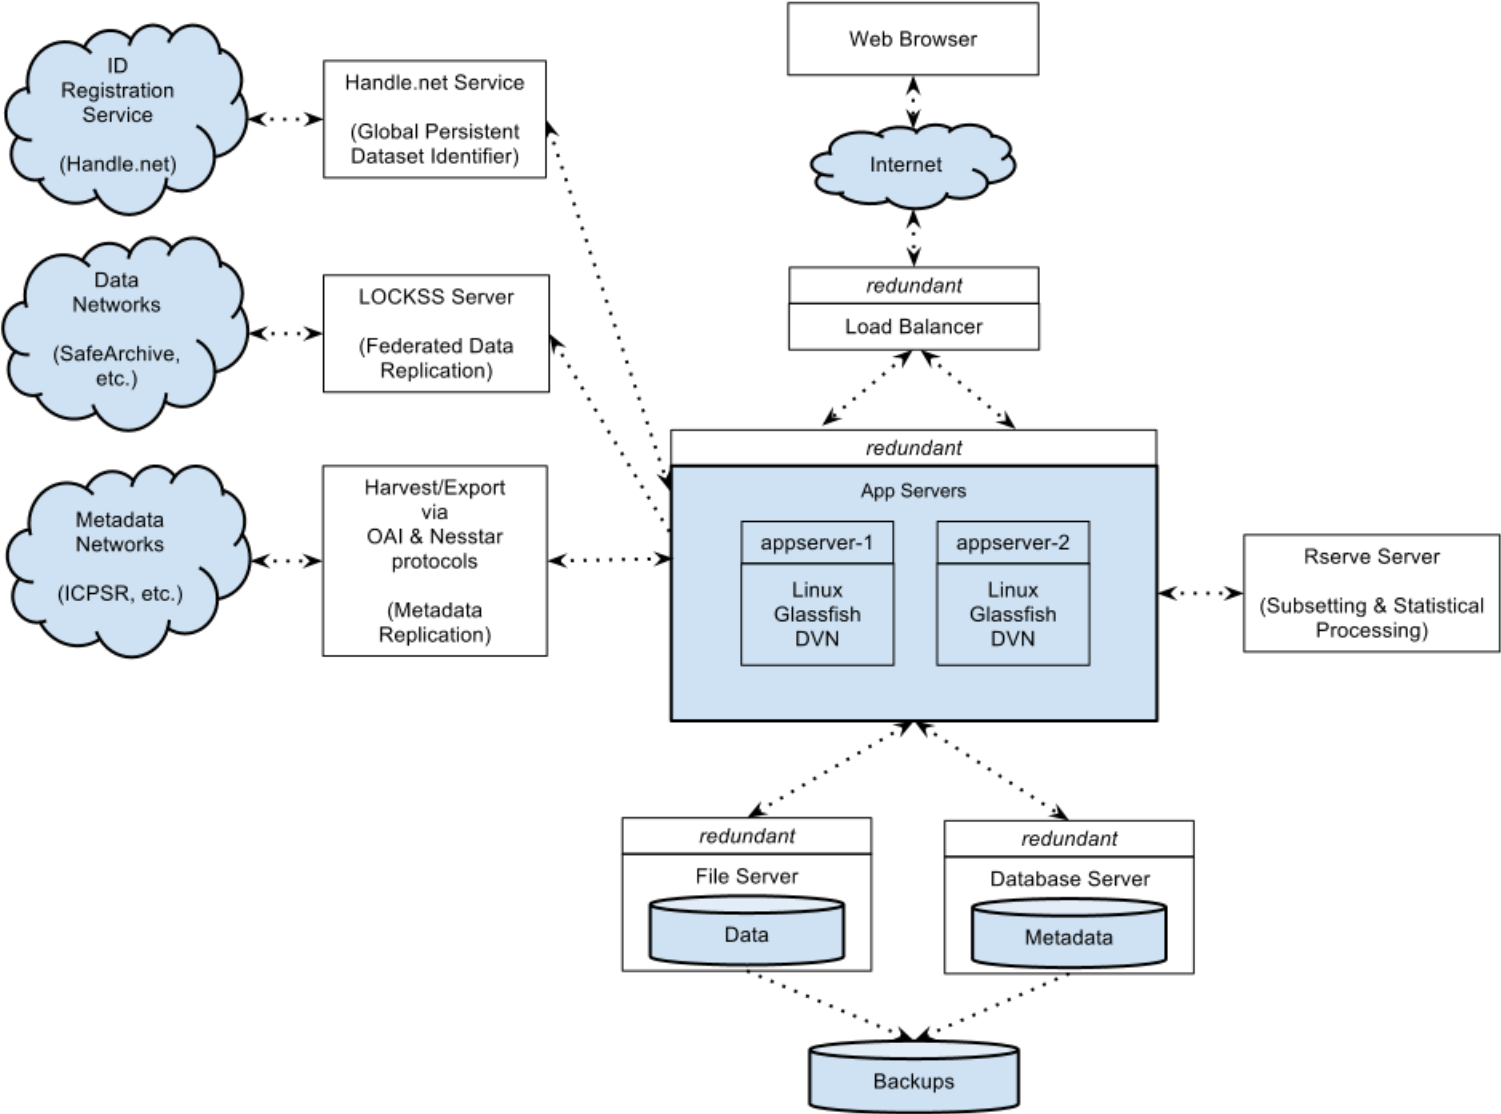 Web Browser
Internet
redundant
Load Balancer
ID
Registration
Service
(Handle.net)
Handle.net Service
(Global Persistent
Dataset Identifier)
Data
Networks
(SafeArchive,
etc.)
LOCKSS Server
(Federated Data
Replication)
Metadata
Networks
(ICPSR, etc.)
Harvest/Export
via
OAI & Nesstar
protocols
(Metadata
Replication)
redundant
App Servers
appserver-1
Linux
Glassfish
DVN
appserver-2
Linux
Glassfish
DVN
Rserve Server
(Subsetting & Statistical
Processing)
redundant
File Server
Data
redundant
Database Server
Metadata
Backups